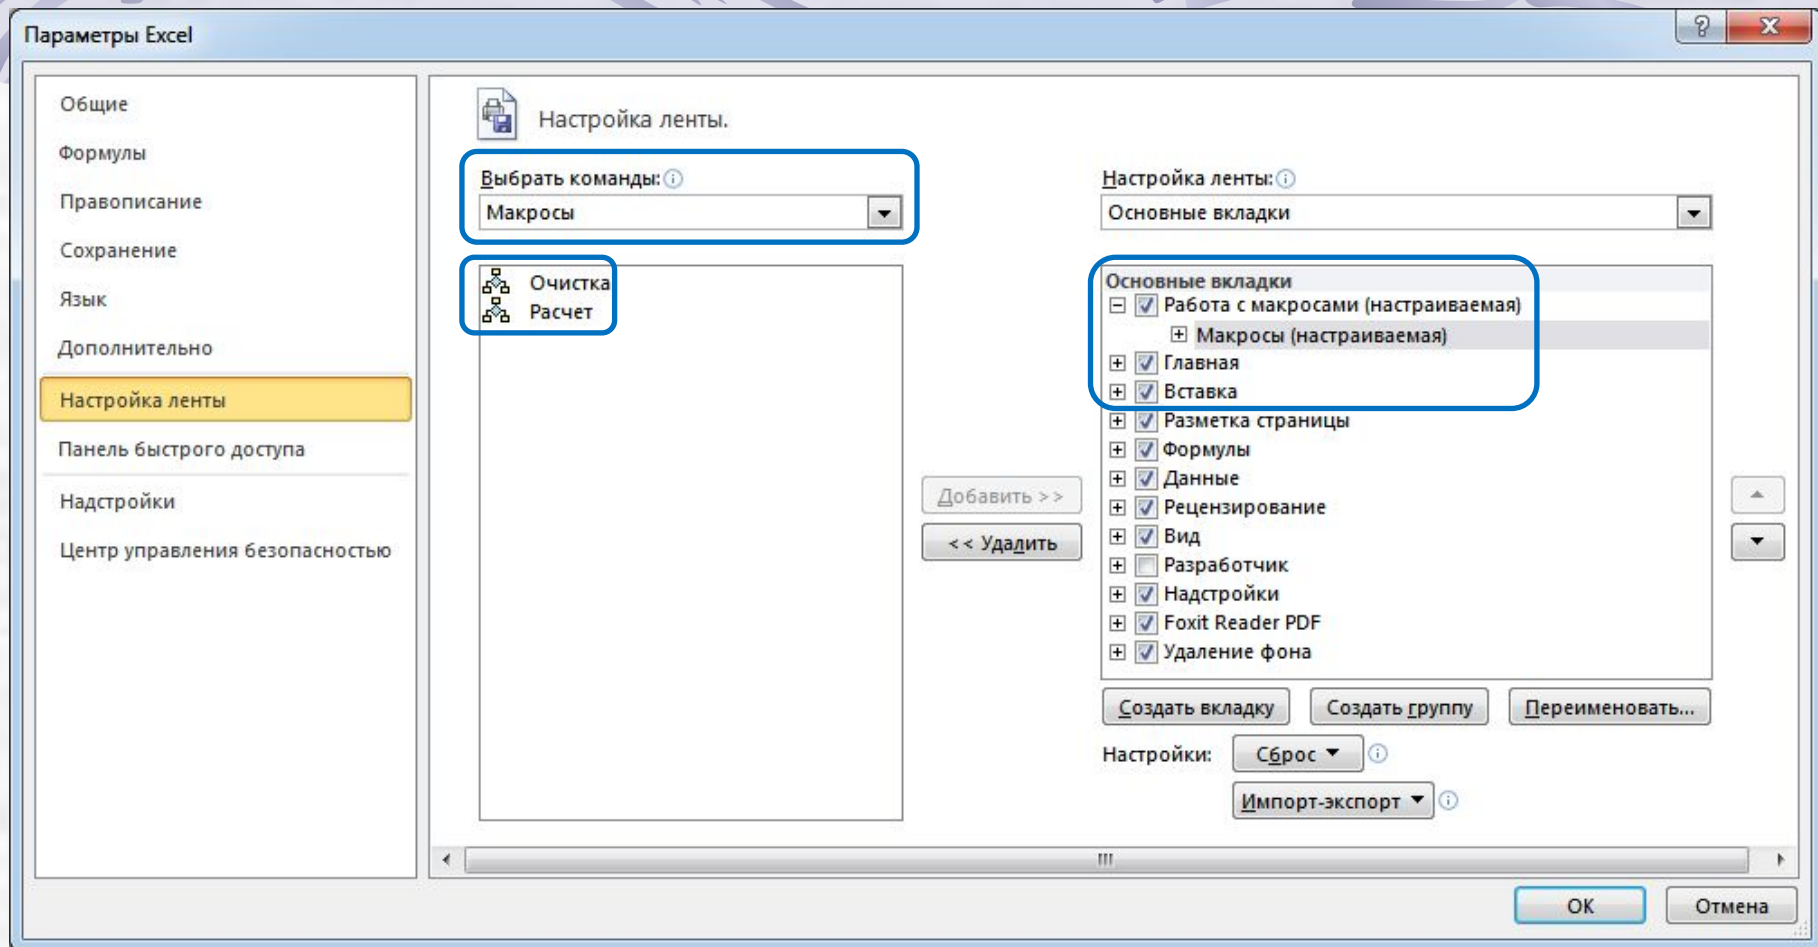 Параметры Excel
Общие
Формулы
Правописание
Сохранение
Язык
Дополнительно
Настройка ленты
Панель быстрого доступа
Надстройки
Центр управления безопасностью
Настройка ленты.
Выбрать команды:
Макросы
Очистка
Расчет
Добавить >>
<< Удалить
Настройка ленты:
Основные вкладки
Основные вкладки
Работа с макросами (настраиваемая)
Макросы (настраиваемая)
Главная
Вставка
Разметка страницы
Формулы
Данные
Рецензирование
Вид
Разработчик
Надстройки
Foxit Reader PDF
Удаление фона
Создать вкладку Создать группу Переименовать...
Настройки: Сброс
Импорт-экспорт
ОК Отмена